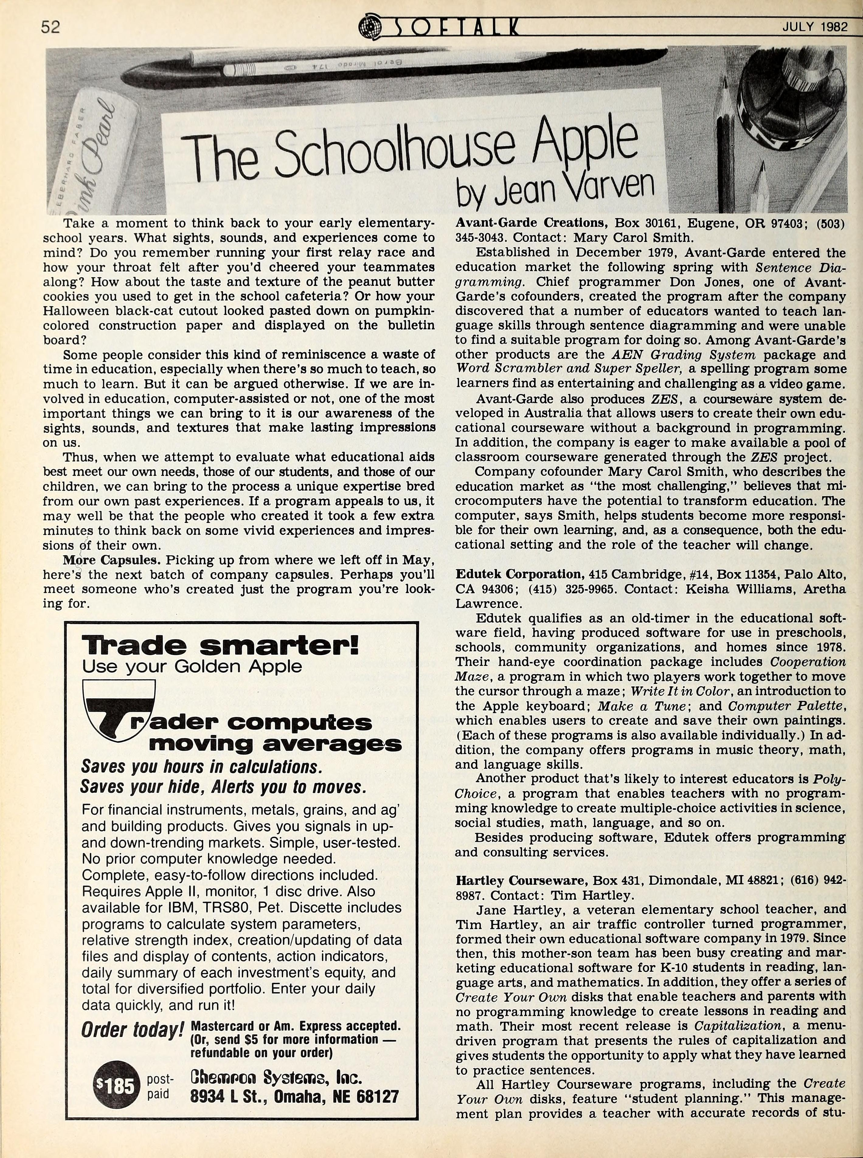 52
SOFTALK
JULY 1982
EBERHARD FABER
Pink Pearl
Berol Mirado 174
The Schoolhouse Apple
by Jean Varven
Take a moment to think back to your early elementary-
school years. What sights, sounds, and experiences come to
mind? Do you remember running your first relay race and
how your throat felt after you'd cheered your teammates
along? How about the taste and texture of the peanut butter
cookies you used to get in the school cafeteria? Or how your
Halloween black-cat cutout looked pasted down on pumpkin-
colored construction paper and displayed on the bulletin
board?
Some people consider this kind of reminiscence a waste of
time in education, especially when there's so much to teach, so
much to learn. But it can be argued otherwise. If we are in-
volved in education, computer-assisted or not, one of the most
important things we can bring to it is our awareness of the
sights, sounds, and textures that make lasting impressions
on us.
Thus, when we attempt to evaluate what educational aids
best meet our own needs, those of our students, and those of our
children, we can bring to the process a unique expertise bred
from our own past experiences. If a program appeals to us, it
may well be that the people who created it took a few extra
minutes to think back on some vivid experiences and impres-
sions of their own.
More Capsules. Picking up from where we left off in May,
here's the next batch of company capsules. Perhaps you'll
meet someone who's created just the program you're look-
ing for.
Trade smarter!
Use your Golden Apple
Trader computes
moving averages
Saves you hours in calculations.
Saves your hide, Alerts you to moves.
For financial instruments, metals, grains, and ag'
and building products. Gives you signals in up-
and down-trending markets. Simple, user-tested.
No prior computer knowledge needed.
Complete, easy-to-follow directions included.
Requires Apple II, monitor, 1 disc drive. Also
available for IBM, TRS80, Pet. Discette includes
programs to calculate system parameters,
relative strength index, creation/updating of data
files and display of contents, action indicators,
daily summary of each investment's equity, and
total for diversified portfolio. Enter your daily
data quickly, and run it!
Order today! Mastercard or Am. Express accepted.
(Or, send $5 for more information —
refundable on your order)
$185 post-
paid
Chempon Systems, Inc.
8934 L St., Omaha, NE 68127
Avant-Garde Creations, Box 30161, Eugene, OR 97403; (503)
345-3043. Contact: Mary Carol Smith.
Established in December 1979, Avant-Garde entered the
education market the following spring with Sentence Dia-
gramming. Chief programmer Don Jones, one of Avant-
Garde's cofounders, created the program after the company
discovered that a number of educators wanted to teach lan-
guage skills through sentence diagramming and were unable
to find a suitable program for doing so. Among Avant-Garde's
other products are the AEN Grading System package and
Word Scrambler and Super Speller, a spelling program some
learners find as entertaining and challenging as a video game.
Avant-Garde also produces ZES, a courseware system de-
veloped in Australia that allows users to create their own edu-
cational courseware without a background in programming.
In addition, the company is eager to make available a pool of
classroom courseware generated through the ZES project.
Company cofounder Mary Carol Smith, who describes the
education market as "the most challenging," believes that mi-
crocomputers have the potential to transform education. The
computer, says Smith, helps students become more responsi-
ble for their own learning, and, as a consequence, both the edu-
cational setting and the role of the teacher will change.
Edutek Corporation, 415 Cambridge, #14, Box 11354, Palo Alto,
CA 94306; (415) 325-9965. Contact: Keisha Williams, Aretha
Lawrence.
Edutek qualifies as an old-timer in the educational soft-
ware field, having produced software for use in preschools,
schools, community organizations, and homes since 1978.
Their hand-eye coordination package includes Cooperation
Maze, a program in which two players work together to move
the cursor through a maze; Write It in Color, an introduction to
the Apple keyboard; Make a Tune; and Computer Palette,
which enables users to create and save their own paintings.
(Each of these programs is also available individually.) In ad-
dition, the company offers programs in music theory, math,
and language skills.
Another product that's likely to interest educators is Poly-
Choice, a program that enables teachers with no program-
ming knowledge to create multiple-choice activities in science,
social studies, math, language, and so on.
Besides producing software, Edutek offers programming
and consulting services.
Hartley Courseware, Box 431, Dimondale, MI 48821; (616) 942-
8987. Contact: Tim Hartley.
Jane Hartley, a veteran elementary school teacher, and
Tim Hartley, an air traffic controller turned programmer,
formed their own educational software company in 1979. Since
then, this mother-son team has been busy creating and mar-
keting educational software for K-10 students in reading, lan-
guage arts, and mathematics. In addition, they offer a series of
Create Your Own disks that enable teachers and parents with
no programming knowledge to create lessons in reading and
math. Their most recent release is Capitalization, a menu-
driven program that presents the rules of capitalization and
gives students the opportunity to apply what they have learned
to practice sentences.
All Hartley Courseware programs, including the Create
Your Own disks, feature "student planning." This manage-
ment plan provides a teacher with accurate records of stu-